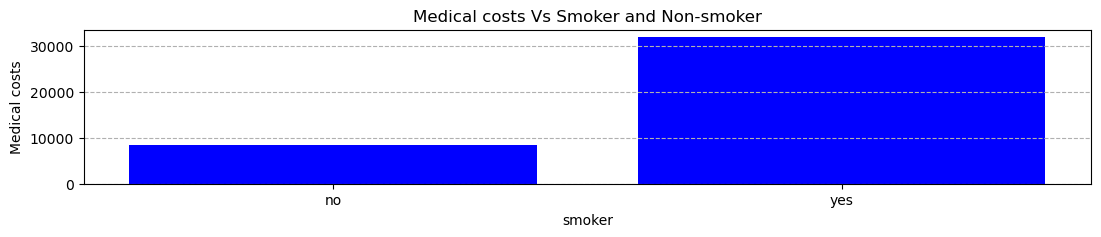 Medical costs Vs Smoker and Non-smoker
Medical costs
30000
20000
10000
0
no
yes
smoker